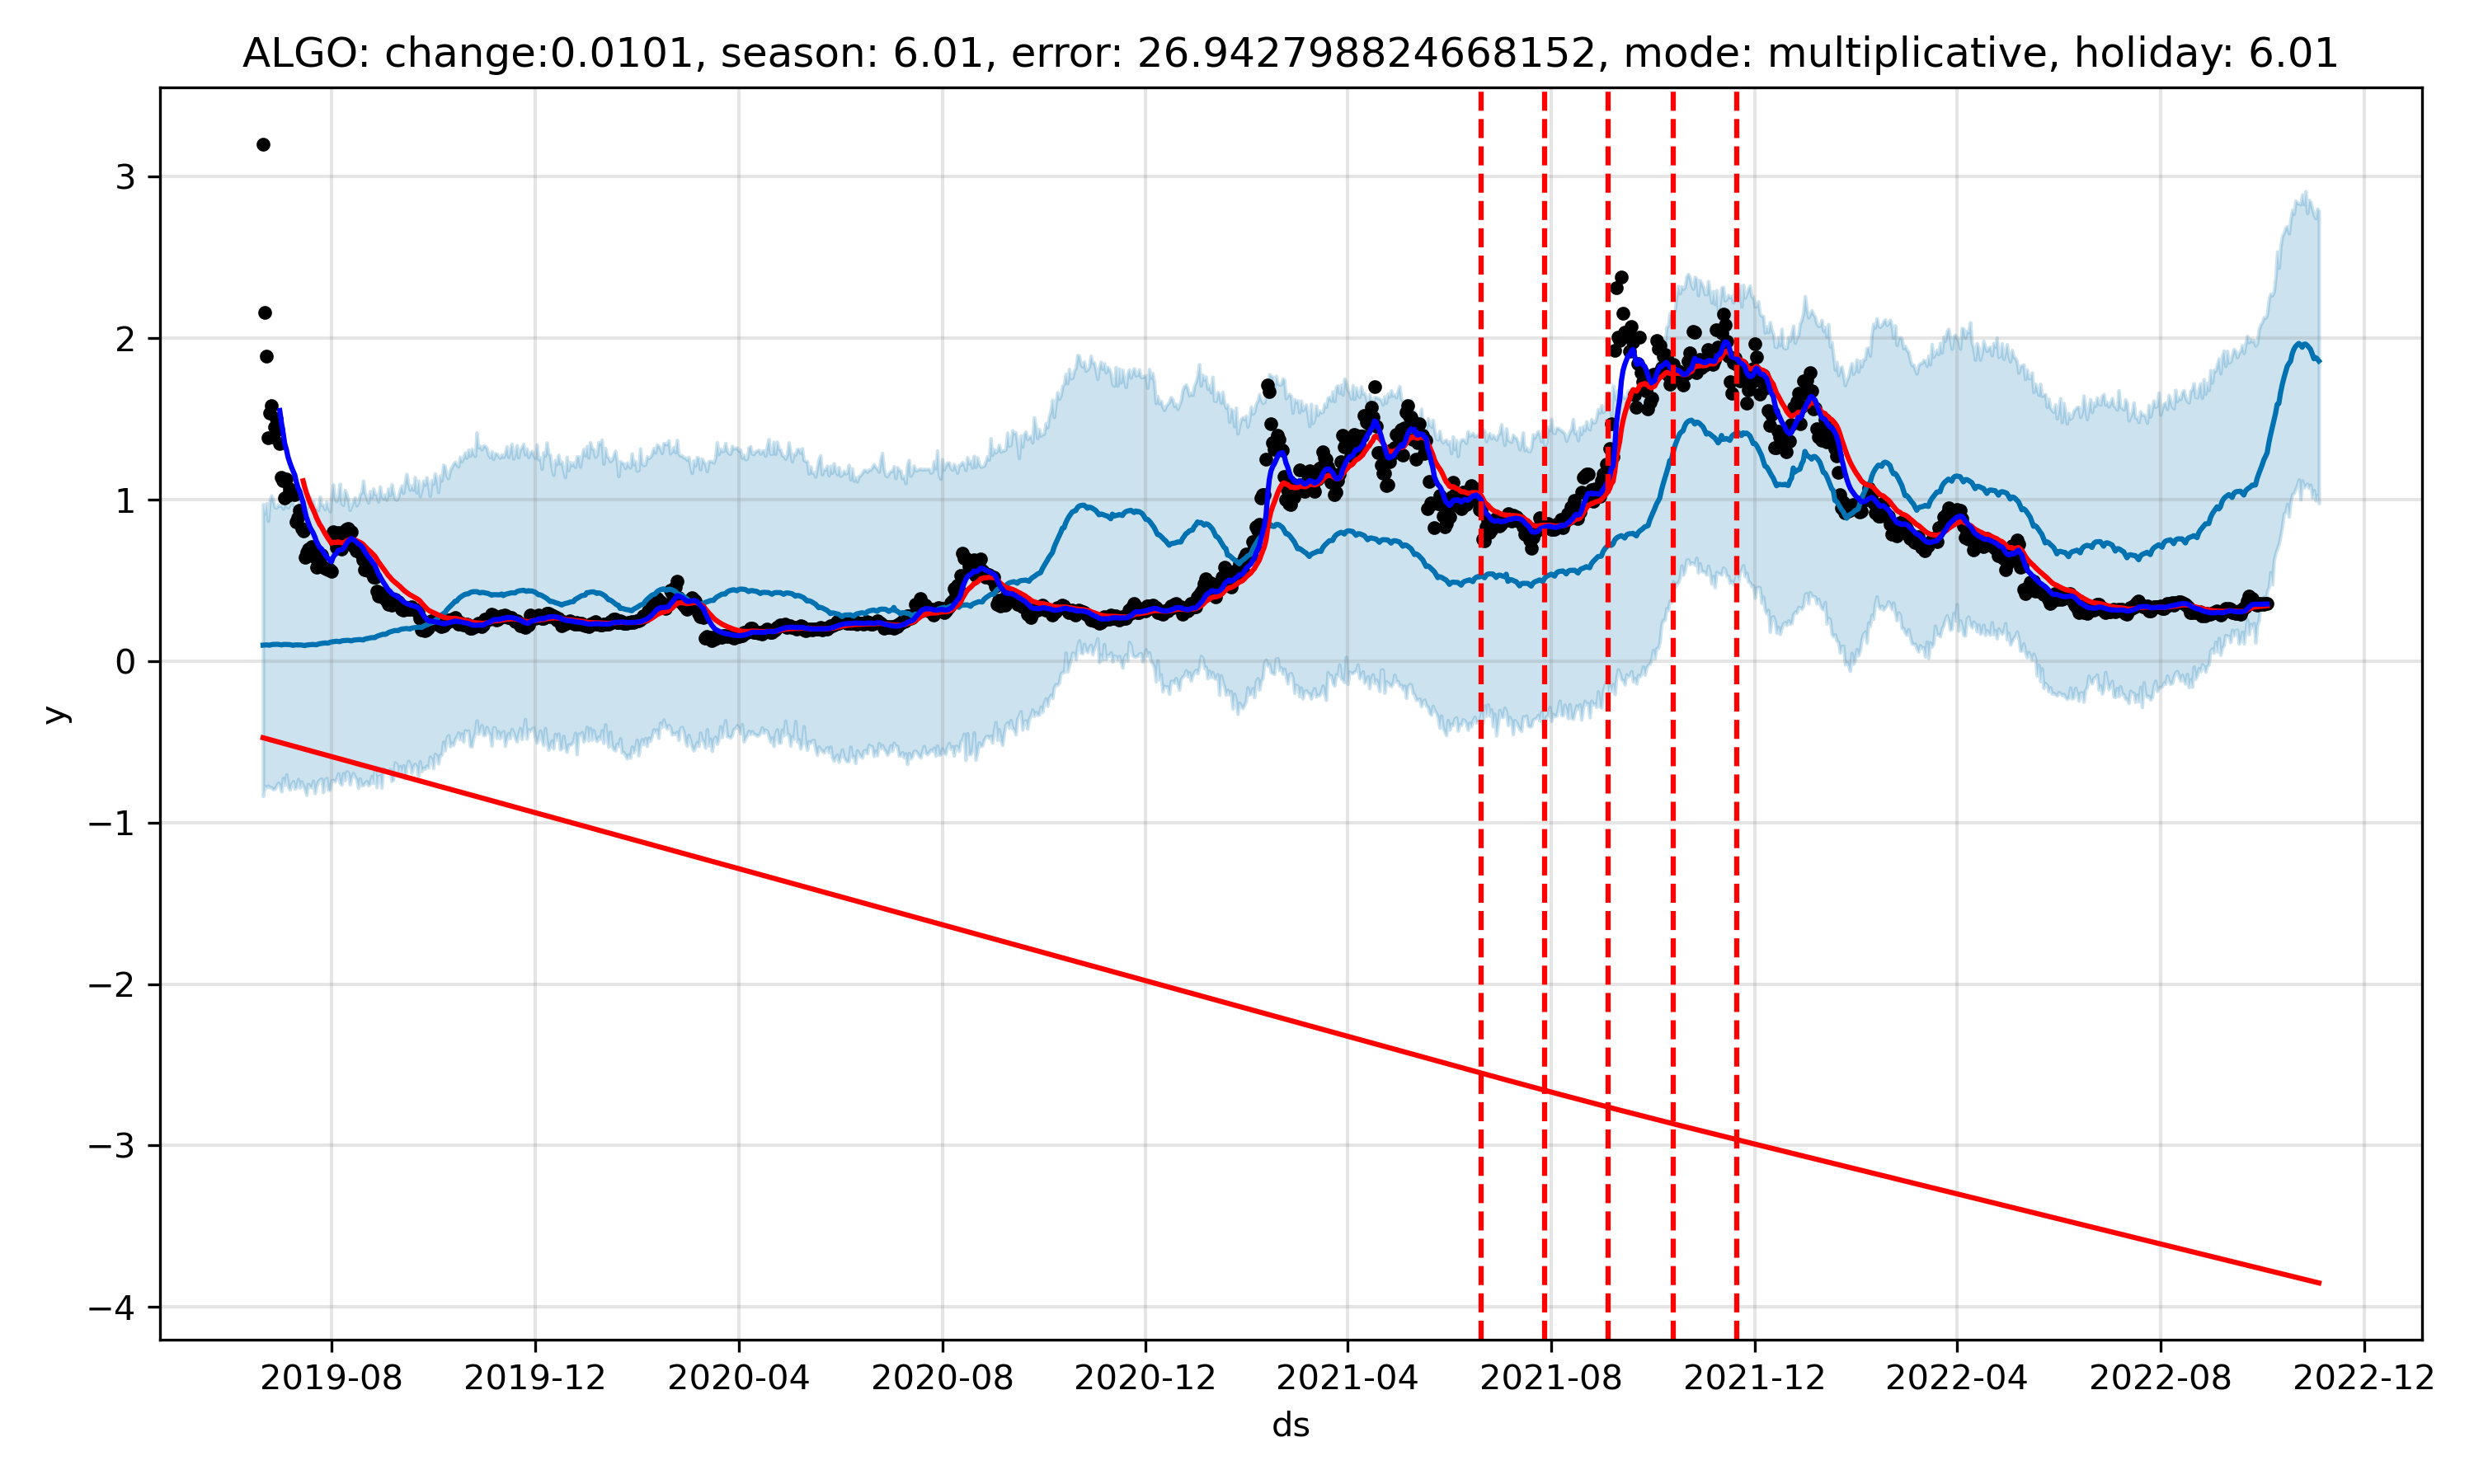 ALGO: change:0.0101, season: 6.01, error: 26.942798824668152, mode: multiplicative, holiday: 6.01
3
2
1
0
−1
−2
−3
−4
y
2019-08 2019-12 2020-04 2020-08 2020-12 2021-04 2021-08 2021-12 2022-04 2022-08 2022-12
ds